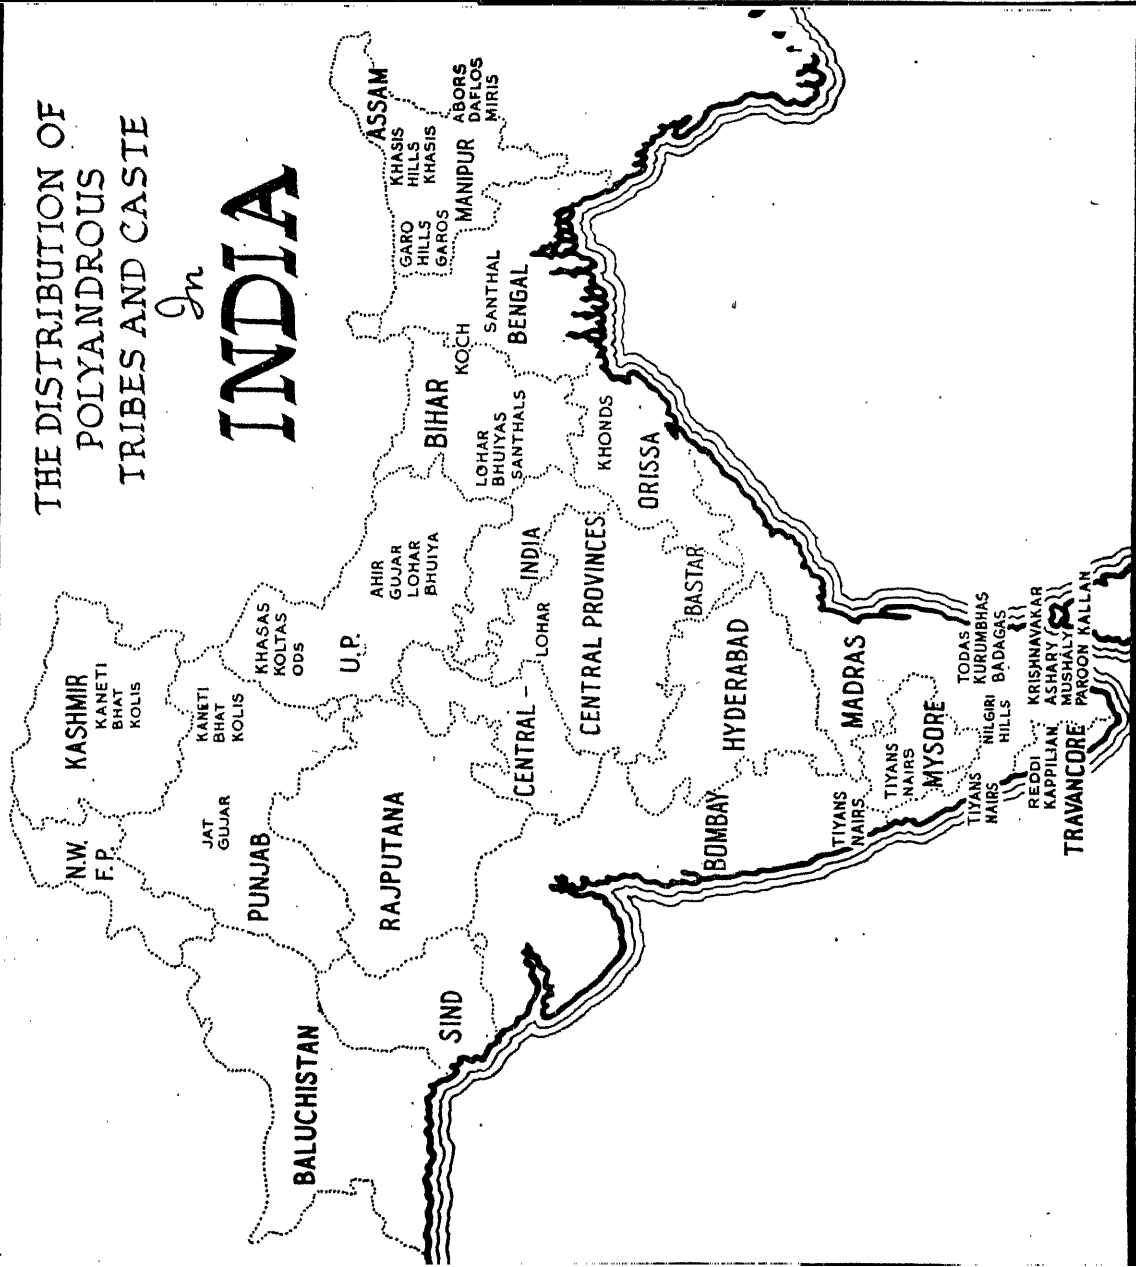 THE DISTRIBUTION OF
POLYANDROUS
TRIBES AND CASTE
In
INDIA
KASHMIR
KANETI
BHAT
KOLIS
N.W.
F.P.
KANETI
BHAT
KOLIS
JAT
GUJAR
PUNJAB
KHASAS
KOLTAS
ODS
U.P.
AHIR
GUJAR
LOHAR
BHUIYA
BALUCHISTAN
RAJPUTANA
SIND
ASSAM
KHASIS
HILLS
KHASIS
ABORS
DAFLOS
MIRIS
GARO
HILLS
GAROS
MANIPUR
BIHAR
KOCH
SANTHAL
BENGAL
LOHAR
BHUIYAS
SANTHALS
CENTRAL - INDIA
LOHAR
CENTRAL PROVINCES
KHONDS
ORISSA
BASTAR
BOMBAY
HYDERABAD
TIYANS
NAIRS
MADRAS
TIYANS
NAIRS
MYSORE
TIYANS
NAIRS
NILGIRI
HILLS
TODAS
KURUMBHAS
BADAGAS
REDDI
KAPPILIAN
KRISHNAVAKAR
ASHARY
MUSHALY
PAROON KALLAN
TRAVANCORE